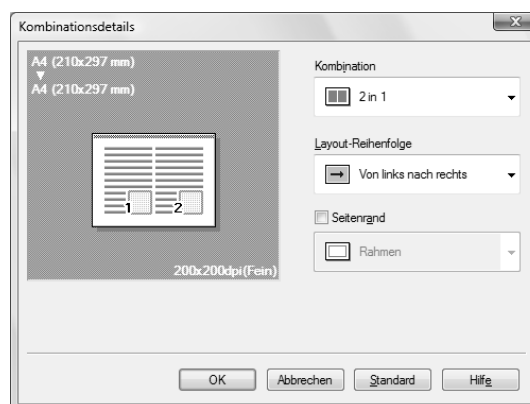 Kombinationsdetails
A4 (210x297 mm)
A4 (210x297 mm)
1 2
200x200dpi(Fein)
Kombination
2 in 1
Layout-Reihenfolge
Von links nach rechts
Seitenrand
Rahmen
OK Abbrechen Standard Hilfe